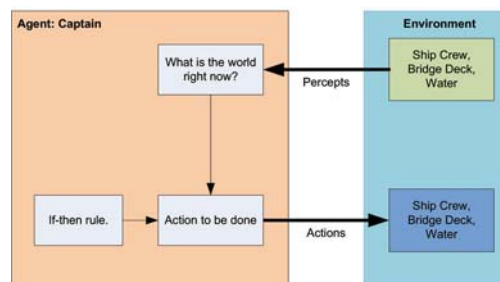 Agent: Captain
Environment
What is the world
right now?
Percepts
Ship Crew,
Bridge Deck,
Water
If-then rule.
Action to be done
Actions
Ship Crew,
Bridge Deck,
Water